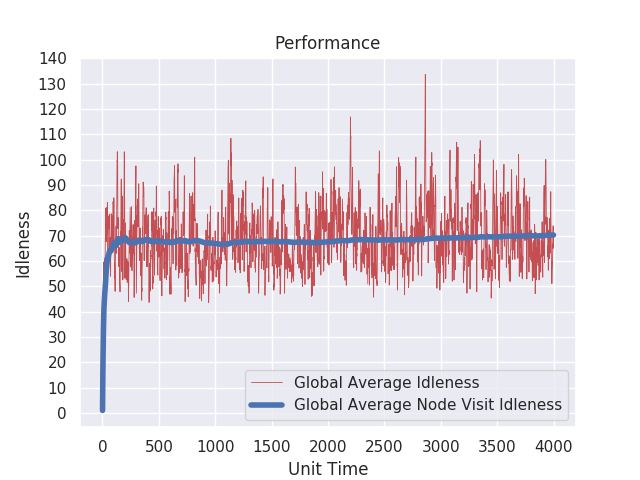 Performance
140
130
120
110
100
90
80
70
60
50
40
30
20
10
0
Idleness
Global Average Idleness
Global Average Node Visit Idleness
0 500 1000 1500 2000 2500 3000 3500 4000
Unit Time